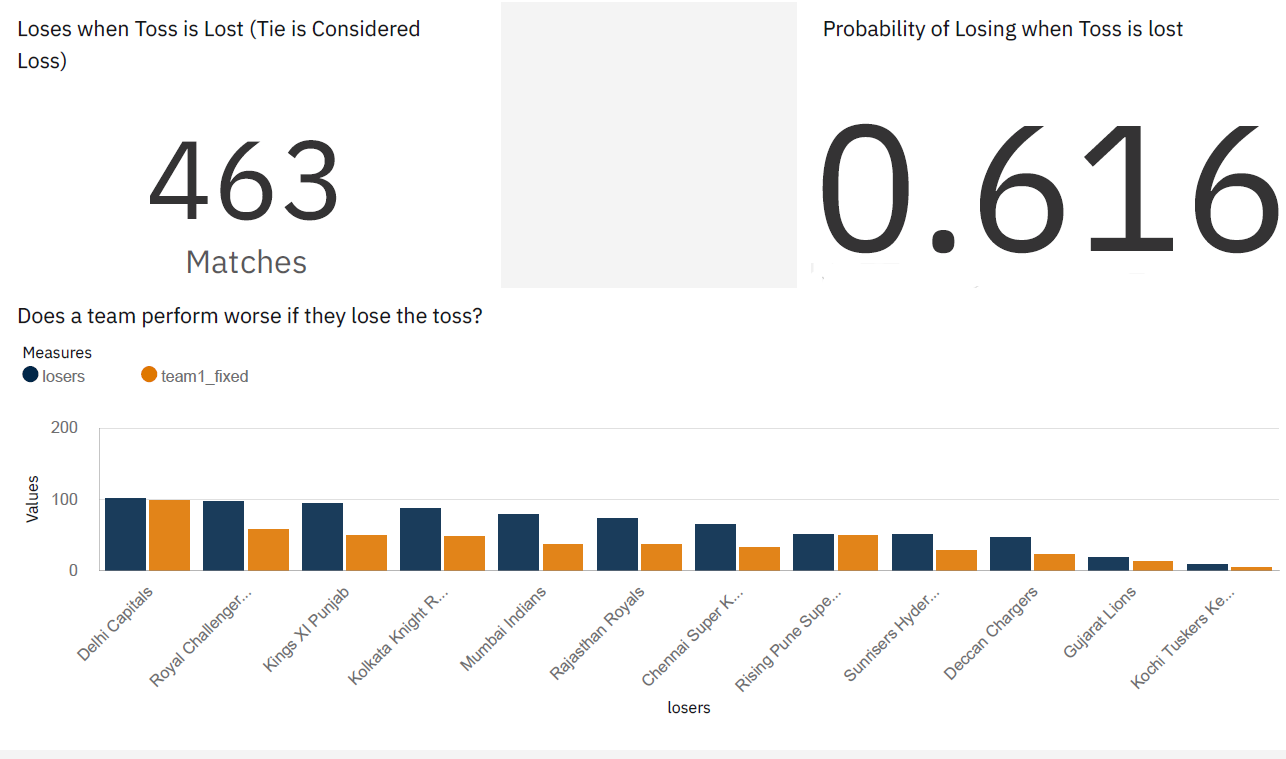 Loses when Toss is Lost (Tie is Considered
Loss)
463
Matches
Probability of Losing when Toss is lost
0.616
Does a team perform worse if they lose the toss?
Measures
losers
team1_fixed
Values
200
100
0
Delhi Capitals
Royal Challenger...
Kings XI Punjab
Kolkata Knight R...
Mumbai Indians
Rajasthan Royals
Chennai Super K...
Rising Pune Supe...
Sunrisers Hyder...
Deccan Chargers
Gujarat Lions
Kochi Tuskers Ke...
losers